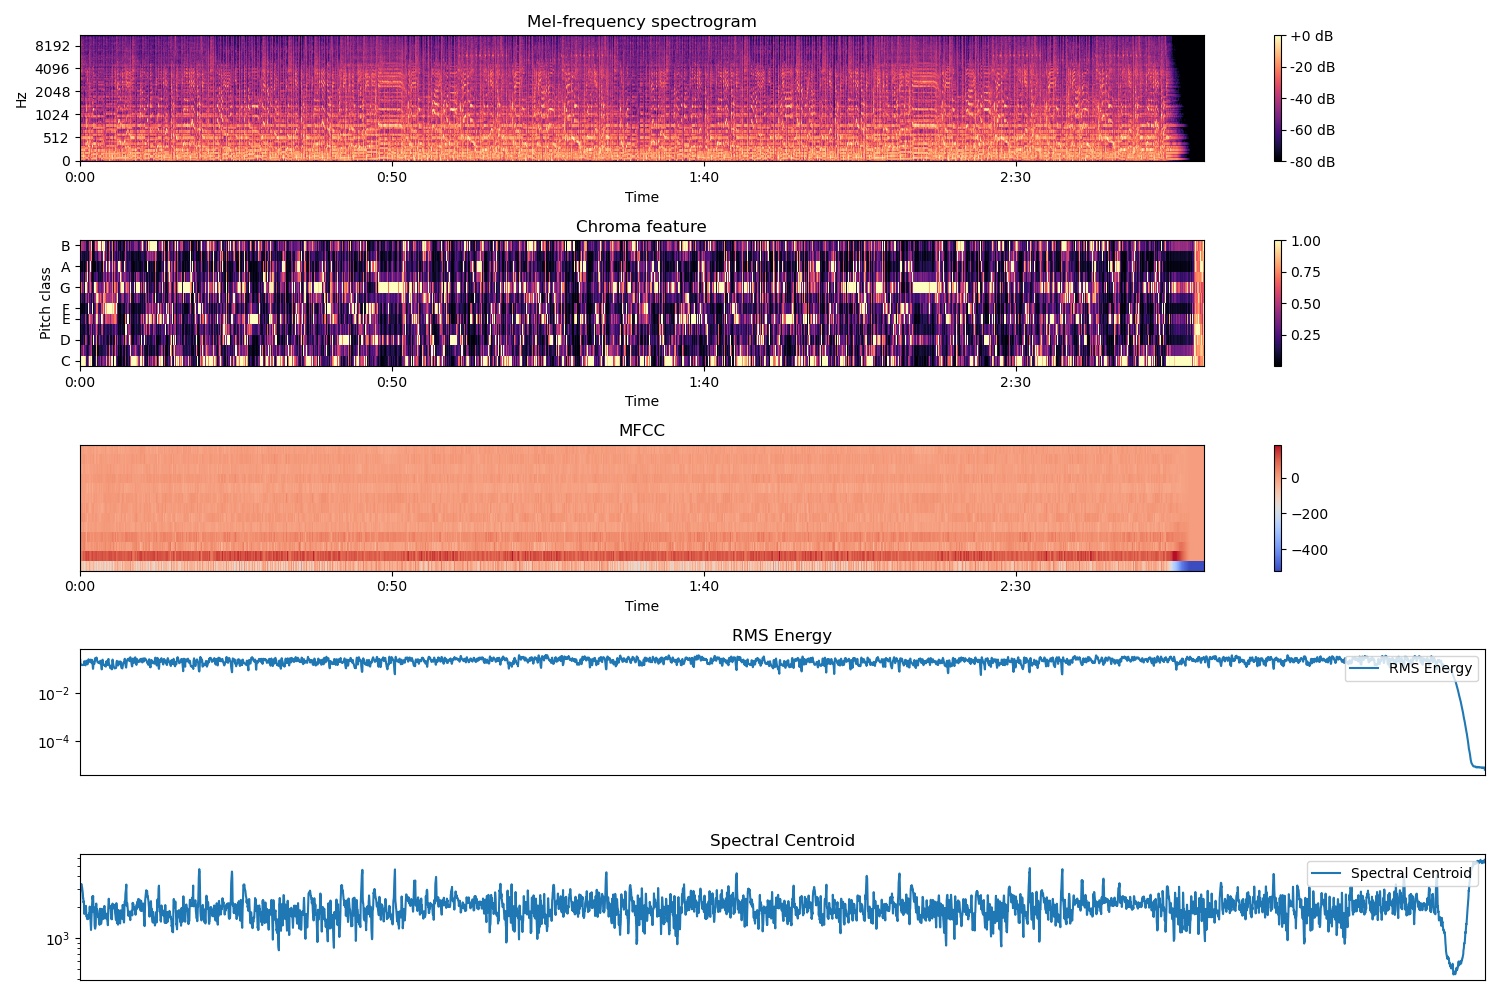 Mel-frequency spectrogram
8192
4096
2048
1024
512
0
Hz
0:00
0:50
1:40
2:30
Time
+0 dB
-20 dB
-40 dB
-60 dB
-80 dB
Chroma feature
B
A
G
E
E
D
C
Pitch class
0:00
0:50
1:40
2:30
Time
1.00
0.75
0.50
0.25
MFCC
0:00
0:50
1:40
2:30
Time
0
−200
−400
RMS Energy
10⁻²
10⁻⁴
RMS Energy
Spectral Centroid
10³
Spectral Centroid